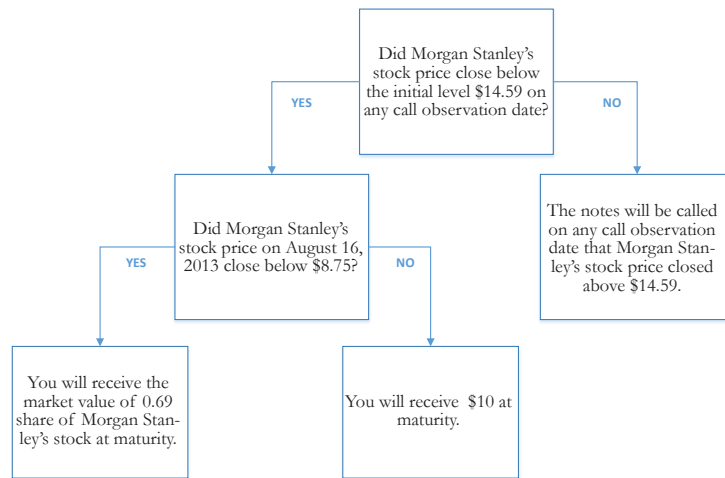 Did Morgan Stanley's
stock price close below
the initial level $14.59 on
any call observation date?
YES
NO
Did Morgan Stanley's
stock price on August 16,
2013 close below $8.75?
The notes will be called
on any call observation
date that Morgan Stan-
ley's stock price closed
above $14.59.
YES
NO
You will receive the
market value of 0.69
share of Morgan Stan-
ley's stock at maturity.
You will receive $10 at
maturity.